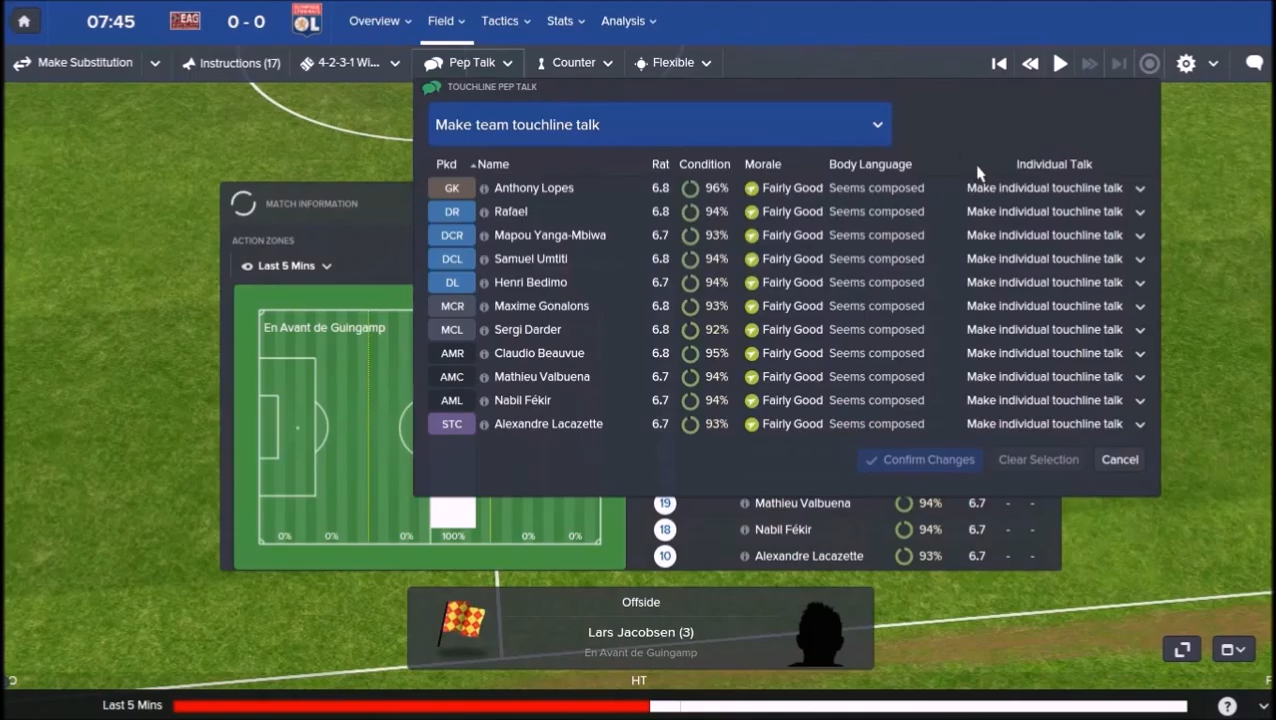 07:45 EAG 0 - 0 OL Overview Field Tactics Stats Analysis
Make Substitution Instructions (17) 4-2-3-1 Wi... Pep Talk Counter Flexible
TOUCHLINE PEP TALK
Make team touchline talk
Pkd Name Rat Condition Morale Body Language Individual Talk
GK Anthony Lopes 6.8 96% Fairly Good Seems composed Make individual touchline talk
DR Rafael 6.8 94% Fairly Good Seems composed Make individual touchline talk
DCR Mapou Yanga-Mbiwa 6.7 93% Fairly Good Seems composed Make individual touchline talk
DCL Samuel Umtiti 6.8 94% Fairly Good Seems composed Make individual touchline talk
DL Henri Bedimo 6.7 94% Fairly Good Seems composed Make individual touchline talk
MCR Maxime Gonalons 6.8 93% Fairly Good Seems composed Make individual touchline talk
MCL Sergi Darder 6.8 92% Fairly Good Seems composed Make individual touchline talk
AMR Claudio Beauvue 6.8 95% Fairly Good Seems composed Make individual touchline talk
AMC Mathieu Valbuena 6.7 94% Fairly Good Seems composed Make individual touchline talk
AML Nabil Fékir 6.7 94% Fairly Good Seems composed Make individual touchline talk
STC Alexandre Lacazette 6.7 93% Fairly Good Seems composed Make individual touchline talk
Confirm Changes Clear Selection Cancel
MATCH INFORMATION
ACTION ZONES
Last 5 Mins
En Avant de Guingamp
0% 0% 0% 100% 0% 0%
19 Mathieu Valbuena 94% 6.7 - -
18 Nabil Fékir 94% 6.7 - -
10 Alexandre Lacazette 93% 6.7 - -
Offside
Lars Jacobsen (3)
En Avant de Guingamp
HT
Last 5 Mins ?